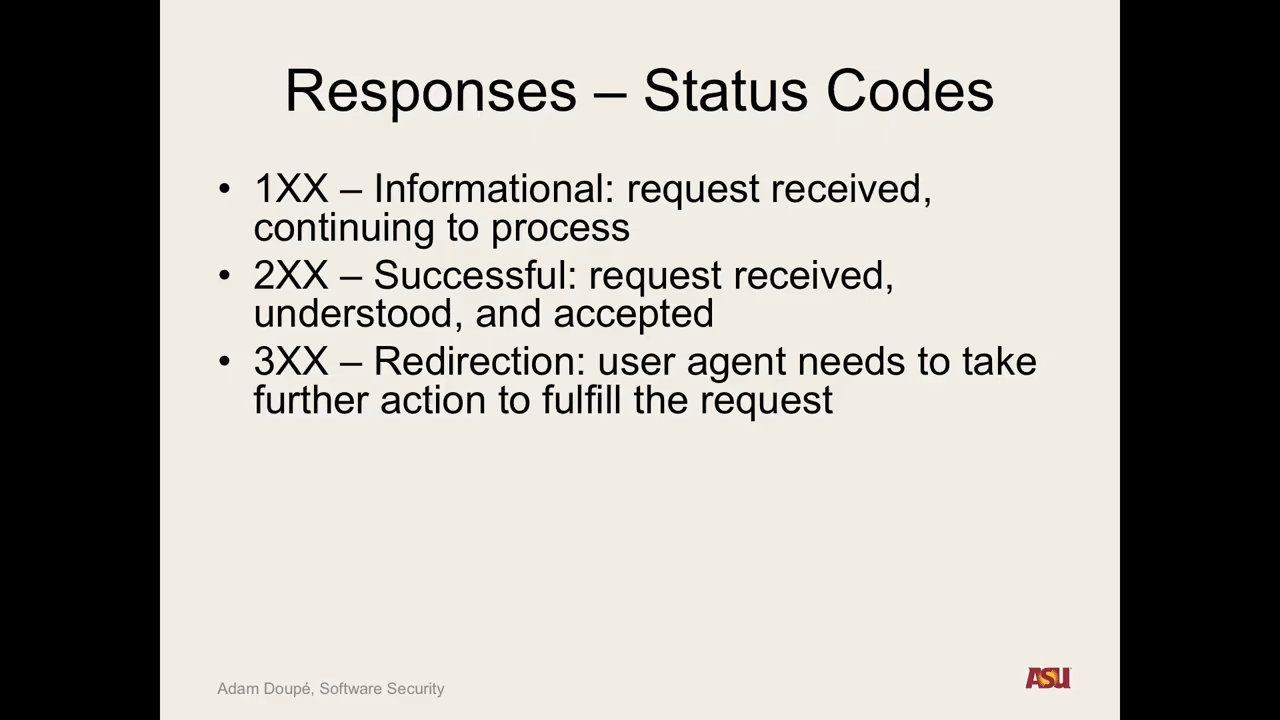 Responses – Status Codes
• 1XX – Informational: request received,
continuing to process
• 2XX – Successful: request received,
understood, and accepted
• 3XX – Redirection: user agent needs to take
further action to fulfill the request
Adam Doupé, Software Security
ASU